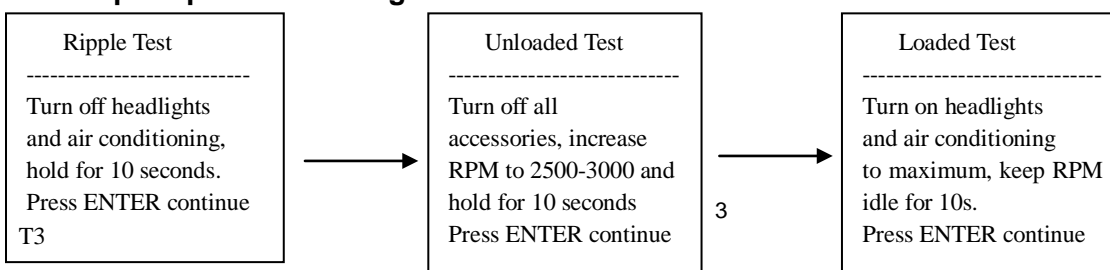 Ripple Test
----------------------------
Turn off headlights
and air conditioning,
hold for 10 seconds.
Press ENTER continue
T3
Unloaded Test
-----------------------------
Turn off all
accessories, increase
RPM to 2500-3000 and
hold for 10 seconds
Press ENTER continue
3
Loaded Test
------------------------------
Turn on headlights
and air conditioning
to maximum, keep RPM
idle for 10s.
Press ENTER continue